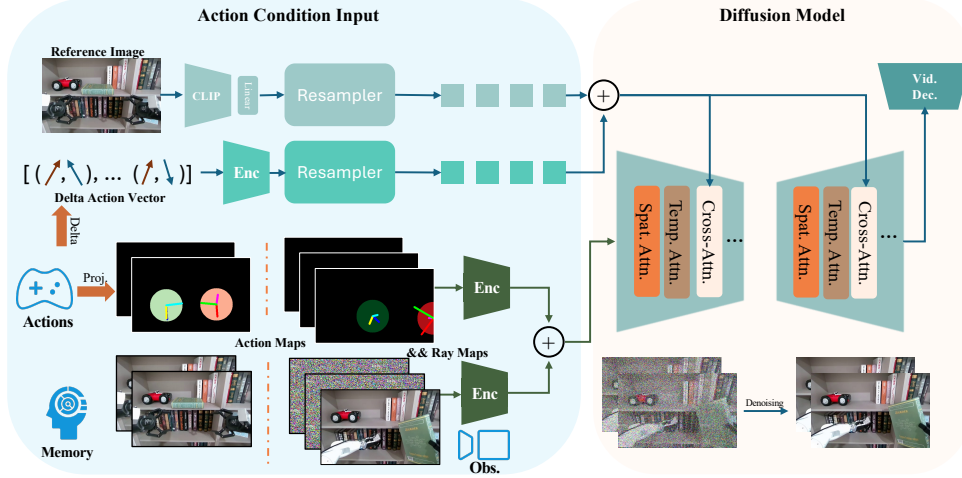 Action Condition Input
Diffusion Model
Reference Image
CLIP
Linear
Resampler
+
Vid.
Dec.
[ ( , ), ... ( , )]
Enc
Resampler
Delta Action Vector
Delta
Spat. Attn.
Temp. Attn.
Cross-Attn.
...
Spat. Attn.
Temp. Attn.
Cross-Attn.
...
Proj.
Actions
Enc
Action Maps
&& Ray Maps
+
Enc
Memory
Obs.
Denoising